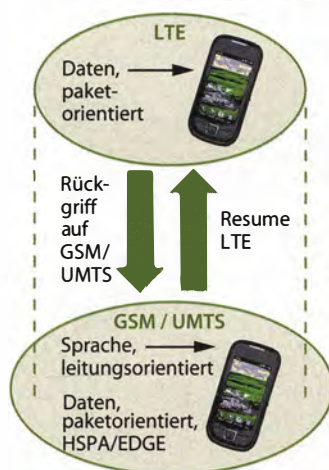 LTE
Daten,
paket-
orientiert
Rück-
griff
auf
GSM/
UMTS
Resume
LTE
GSM / UMTS
Sprache,
leitungsorientiert
Daten,
paketorientiert,
HSPA/EDGE